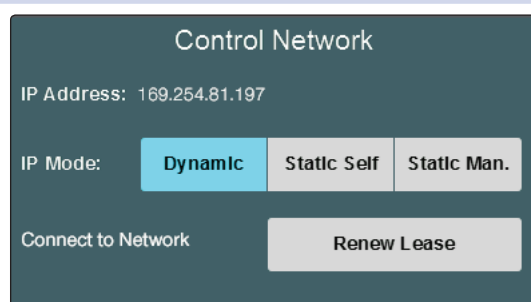 Control Network
IP Address: 169.254.81.197
IP Mode: Dynamic Static Self Static Man.
Connect to Network Renew Lease